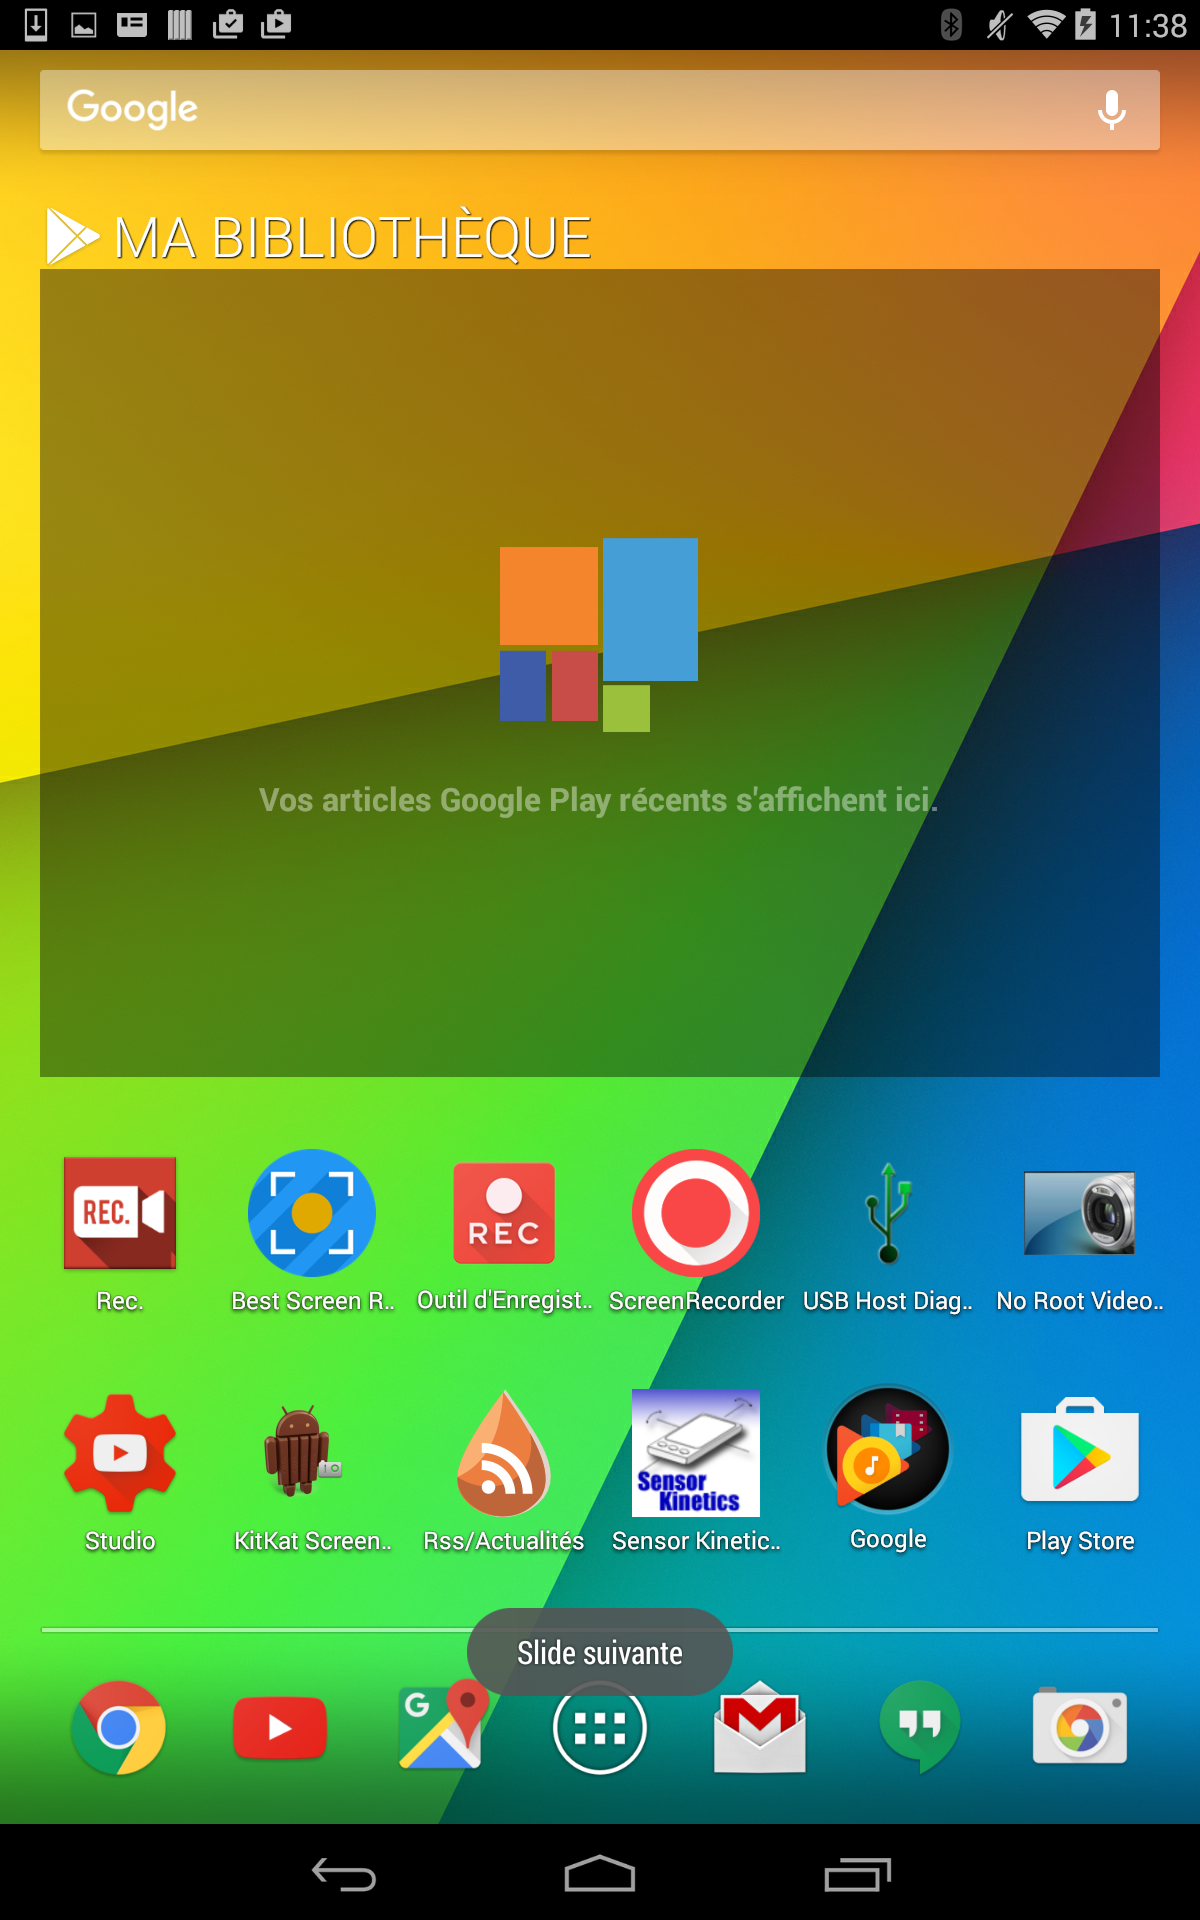 11:38
Google
MA BIBLIOTHÈQUE
Vos articles Google Play récents s'affichent ici.
REC.
REC
Rec.
Best Screen R..
Outil d'Enregist..
ScreenRecorder
USB Host Diag..
No Root Video..
Sensor
Kinetics
Studio
KitKat Screen..
Rss/Actualités
Sensor Kinetic..
Google
Play Store
Slide suivante
G